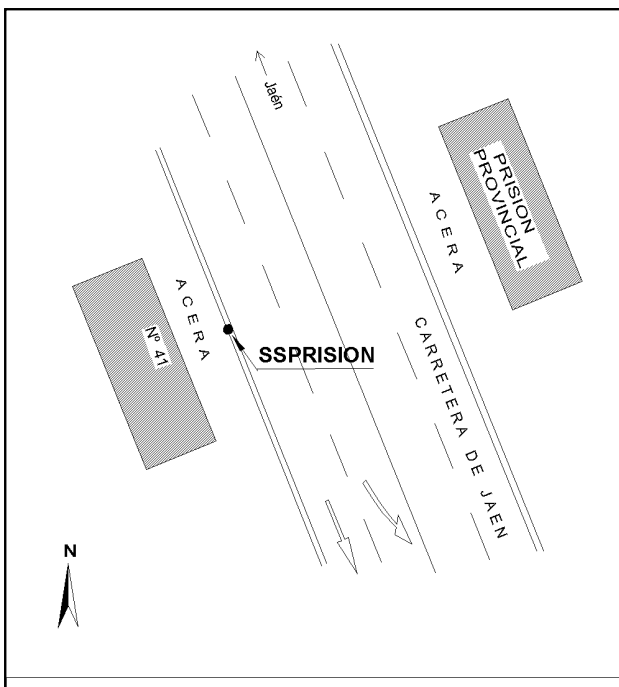 Jaén
PRISION
PROVINCIAL
ACERA
ACERA
Nº 41
SSPRISION
CARRETERA DE JAEN
N